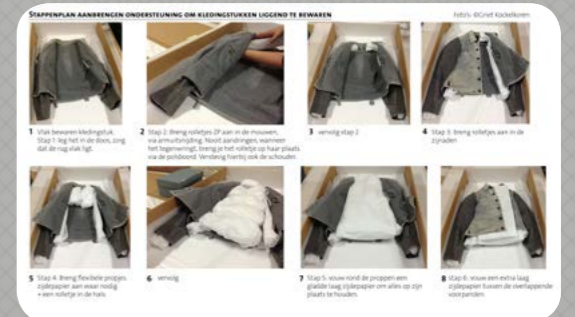 STAPPENPLAN AANBRENGEN ONDERSTEUNING OM KLEDINGSTUKKEN LIGGEND TE BEWAREN
Foto's ©Griet Kockelkoren
1 Vlak bewaren kledingstuk.
Stap 1: leg het in de doos, zorg
dat de rug vlak ligt.
2 Stap 2: Breng rolletjes ZP aan in de mouwen,
via armuitsnijding. Nooit aandringen, wanneer
het tegenwringt, breng je het rolletje op haar plaats
via de polsboord. Verstevig hierbij ook de schouder.
3 vervolg stap 2
4 Stap 3: Breng rolletjes aan in de
zijnaden
5 Stap 4: Breng flexibele propjes
zijdepapier aan waar nodig
+ een rolletje in de hals.
6 vervolg
7 Stap 5: vouw rond de proppen een
gladde laag zijdepapier om alles op zijn
plaats te houden.
8 Stap 6: vouw een extra laag
zijdepapier tussen de overlappende
voorpanden.